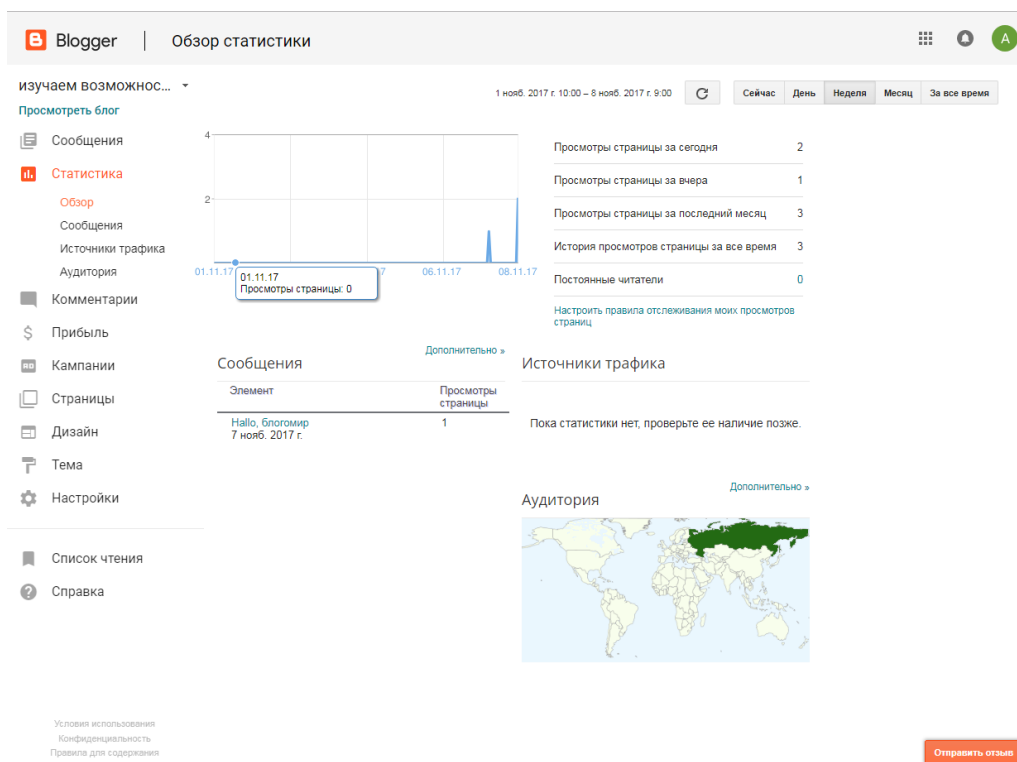 Blogger
Обзор статистики
A
изучаем возможнос...
Просмотреть блог
1 нояб. 2017 г. 10:00 – 8 нояб. 2017 г. 9:00
Сейчас
День
Неделя
Месяц
За все время
Сообщения
Статистика
Обзор
Сообщения
Источники трафика
Аудитория
Комментарии
Прибыль
Кампании
Страницы
Дизайн
Тема
Настройки
Список чтения
Справка
4
2
01.11.17
06.11.17
08.11.17
01.11.17
Просмотры страницы: 0
Просмотры страницы за сегодня 2
Просмотры страницы за вчера 1
Просмотры страницы за последний месяц 3
История просмотров страницы за все время 3
Постоянные читатели 0
Настроить правила отслеживания моих просмотров
страниц
Дополнительно »
Сообщения
Элемент
Просмотры
страницы
Hallo, блогомир 1
7 нояб. 2017 г.
Источники трафика
Пока статистики нет, проверьте ее наличие позже.
Дополнительно »
Аудитория
Условия использования
Конфиденциальность
Правила для содержания
Отправить отзыв